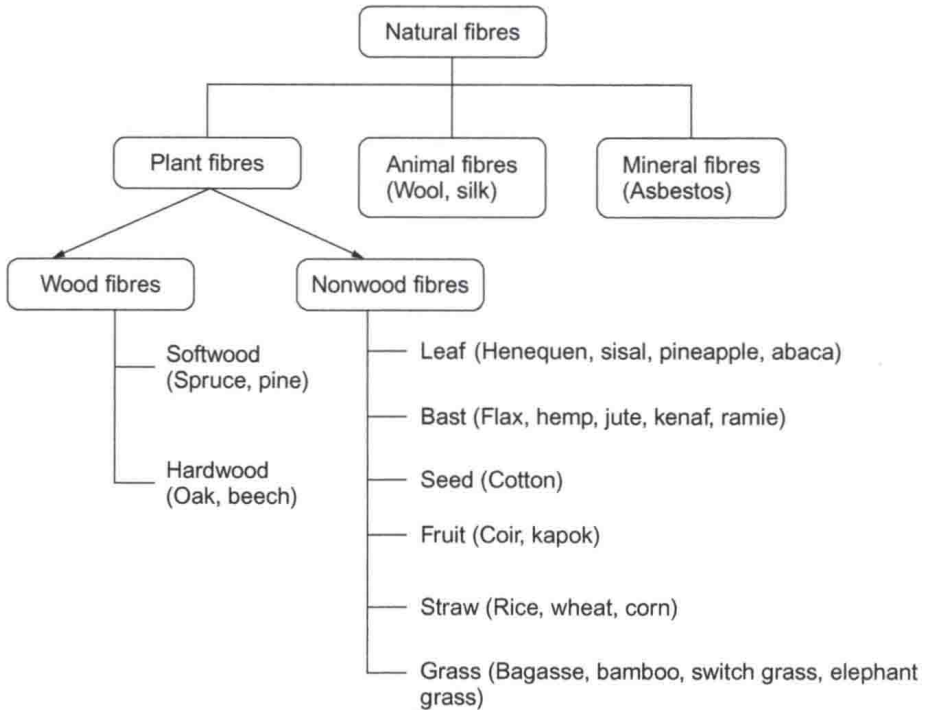 Natural fibres
Plant fibres
Animal fibres
(Wool, silk)
Mineral fibres
(Asbestos)
Wood fibres
Nonwood fibres
Softwood
(Spruce, pine)
Hardwood
(Oak, beech)
Leaf (Henequen, sisal, pineapple, abaca)
Bast (Flax, hemp, jute, kenaf, ramie)
Seed (Cotton)
Fruit (Coir, kapok)
Straw (Rice, wheat, corn)
Grass (Bagasse, bamboo, switch grass, elephant
grass)